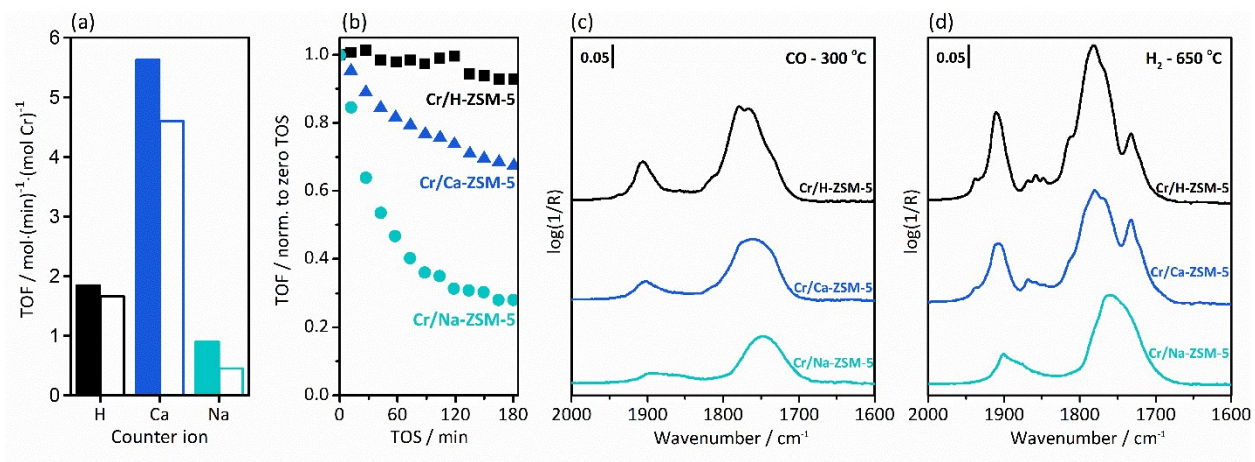 (a)
TOF / mol·(min)⁻¹·(mol Cr)⁻¹
6
5
4
3
2
1
0
H Ca Na
Counter ion
(b)
TOF / norm. to zero TOS
1.0
0.8
0.6
0.4
0.2
0.0
Cr/H-ZSM-5
Cr/Ca-ZSM-5
Cr/Na-ZSM-5
0 60 120 180
TOS / min
(c)
0.05
CO - 300 °C
log(1/R)
Cr/H-ZSM-5
Cr/Ca-ZSM-5
Cr/Na-ZSM-5
2000 1900 1800 1700 1600
Wavenumber / cm⁻¹
(d)
0.05
H₂ - 650 °C
log(1/R)
Cr/H-ZSM-5
Cr/Ca-ZSM-5
Cr/Na-ZSM-5
2000 1900 1800 1700 1600
Wavenumber / cm⁻¹